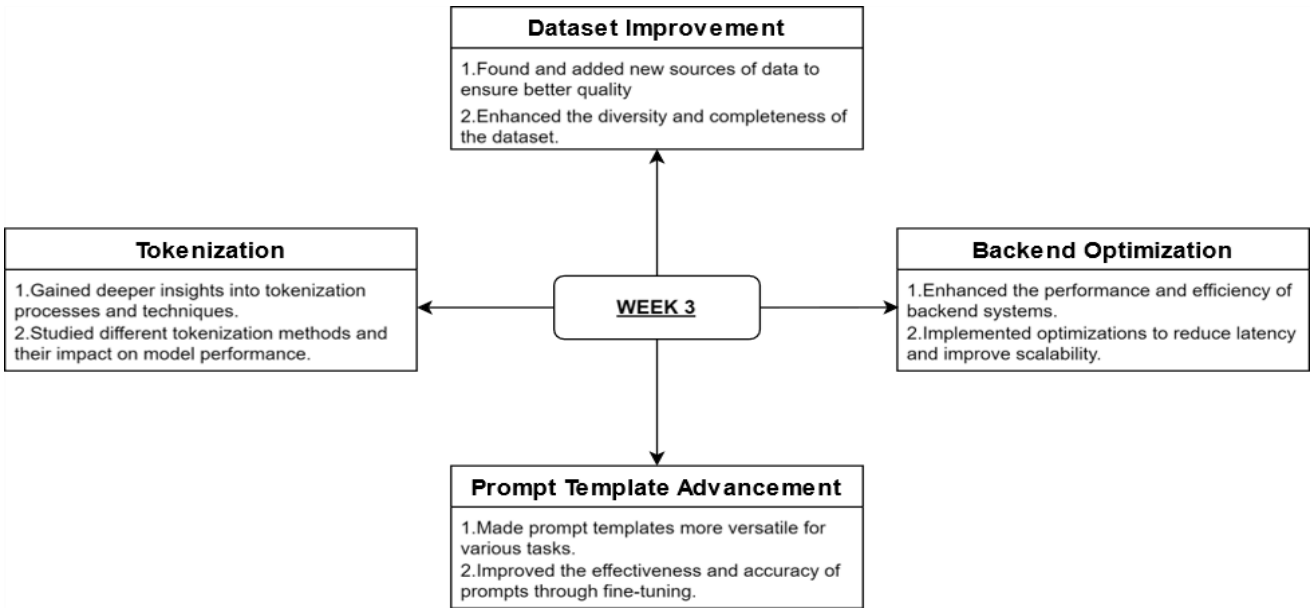 Dataset Improvement
1.Found and added new sources of data to
ensure better quality
2.Enhanced the diversity and completeness of
the dataset.
Tokenization
1.Gained deeper insights into tokenization
processes and techniques.
2.Studied different tokenization methods and
their impact on model performance.
WEEK 3
Backend Optimization
1.Enhanced the performance and efficiency of
backend systems.
2.Implemented optimizations to reduce latency
and improve scalability.
Prompt Template Advancement
1.Made prompt templates more versatile for
various tasks.
2.Improved the effectiveness and accuracy of
prompts through fine-tuning.